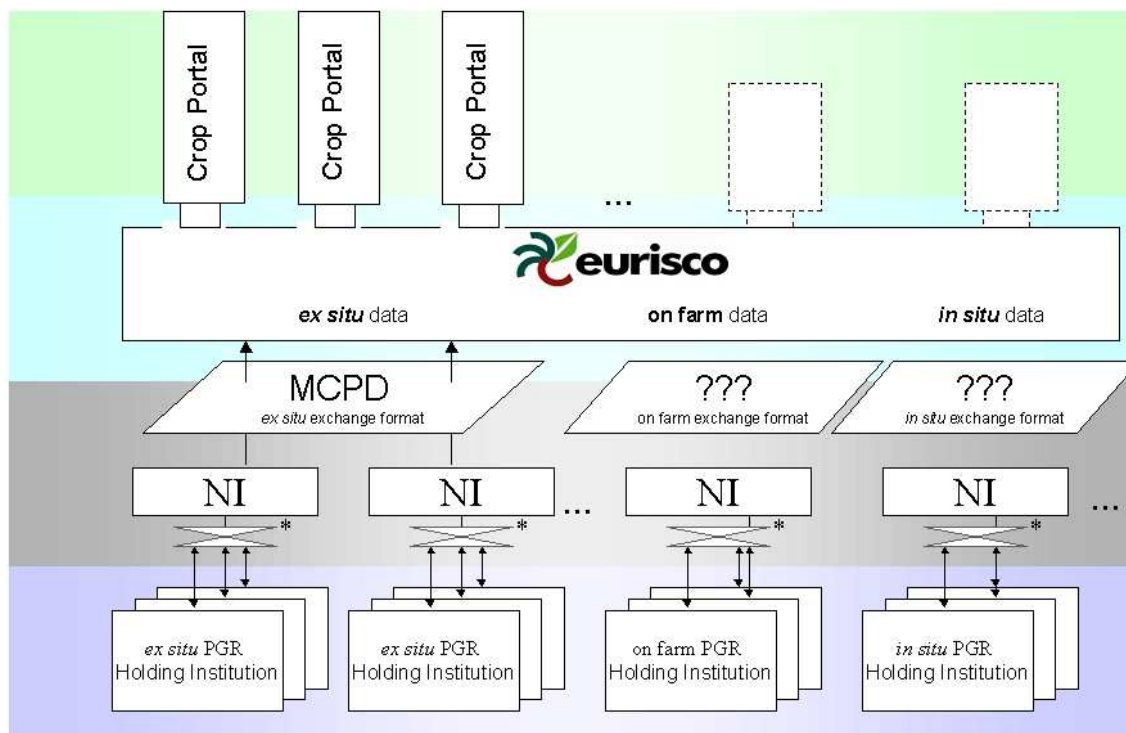 Crop Portal
Crop Portal
Crop Portal
...
eurisco
ex situ data
on farm data
in situ data
MCPD
ex situ exchange format
???
on farm exchange format
???
in situ exchange format
NI
NI
...
NI
NI
...
*
*
*
*
ex situ PGR
Holding Institution
ex situ PGR
Holding Institution
on farm PGR
Holding Institution
in situ PGR
Holding Institution